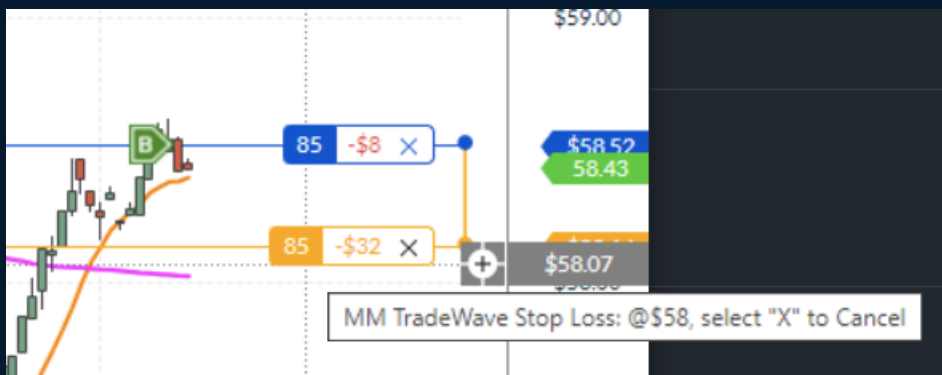 $59.00
B
85 -$8 X
$58.52
58.43
85 -$32 X
$58.07
MM TradeWave Stop Loss: @$58, select "X" to Cancel